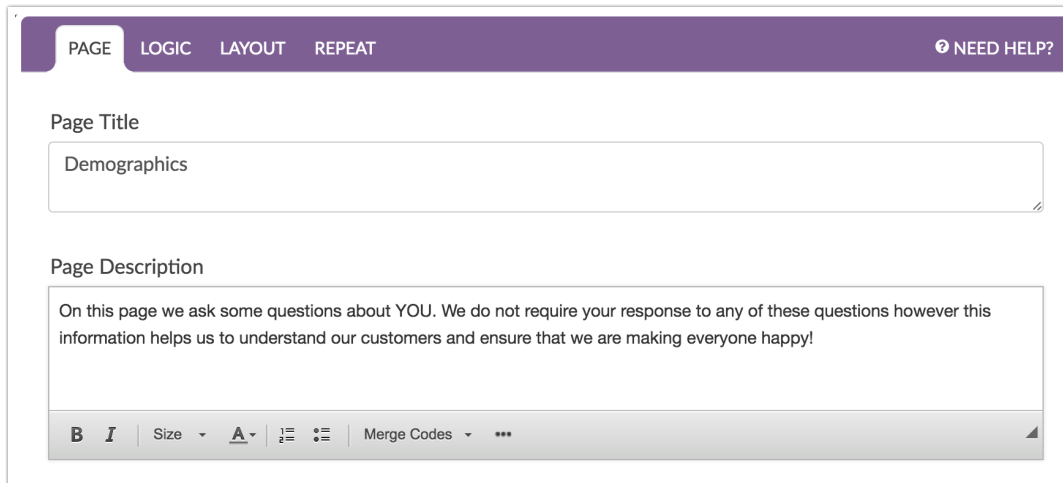 PAGE LOGIC LAYOUT REPEAT NEED HELP?
Page Title
Demographics
Page Description
On this page we ask some questions about YOU. We do not require your response to any of these questions however this
information helps us to understand our customers and ensure that we are making everyone happy!
B I Size A Merge Codes